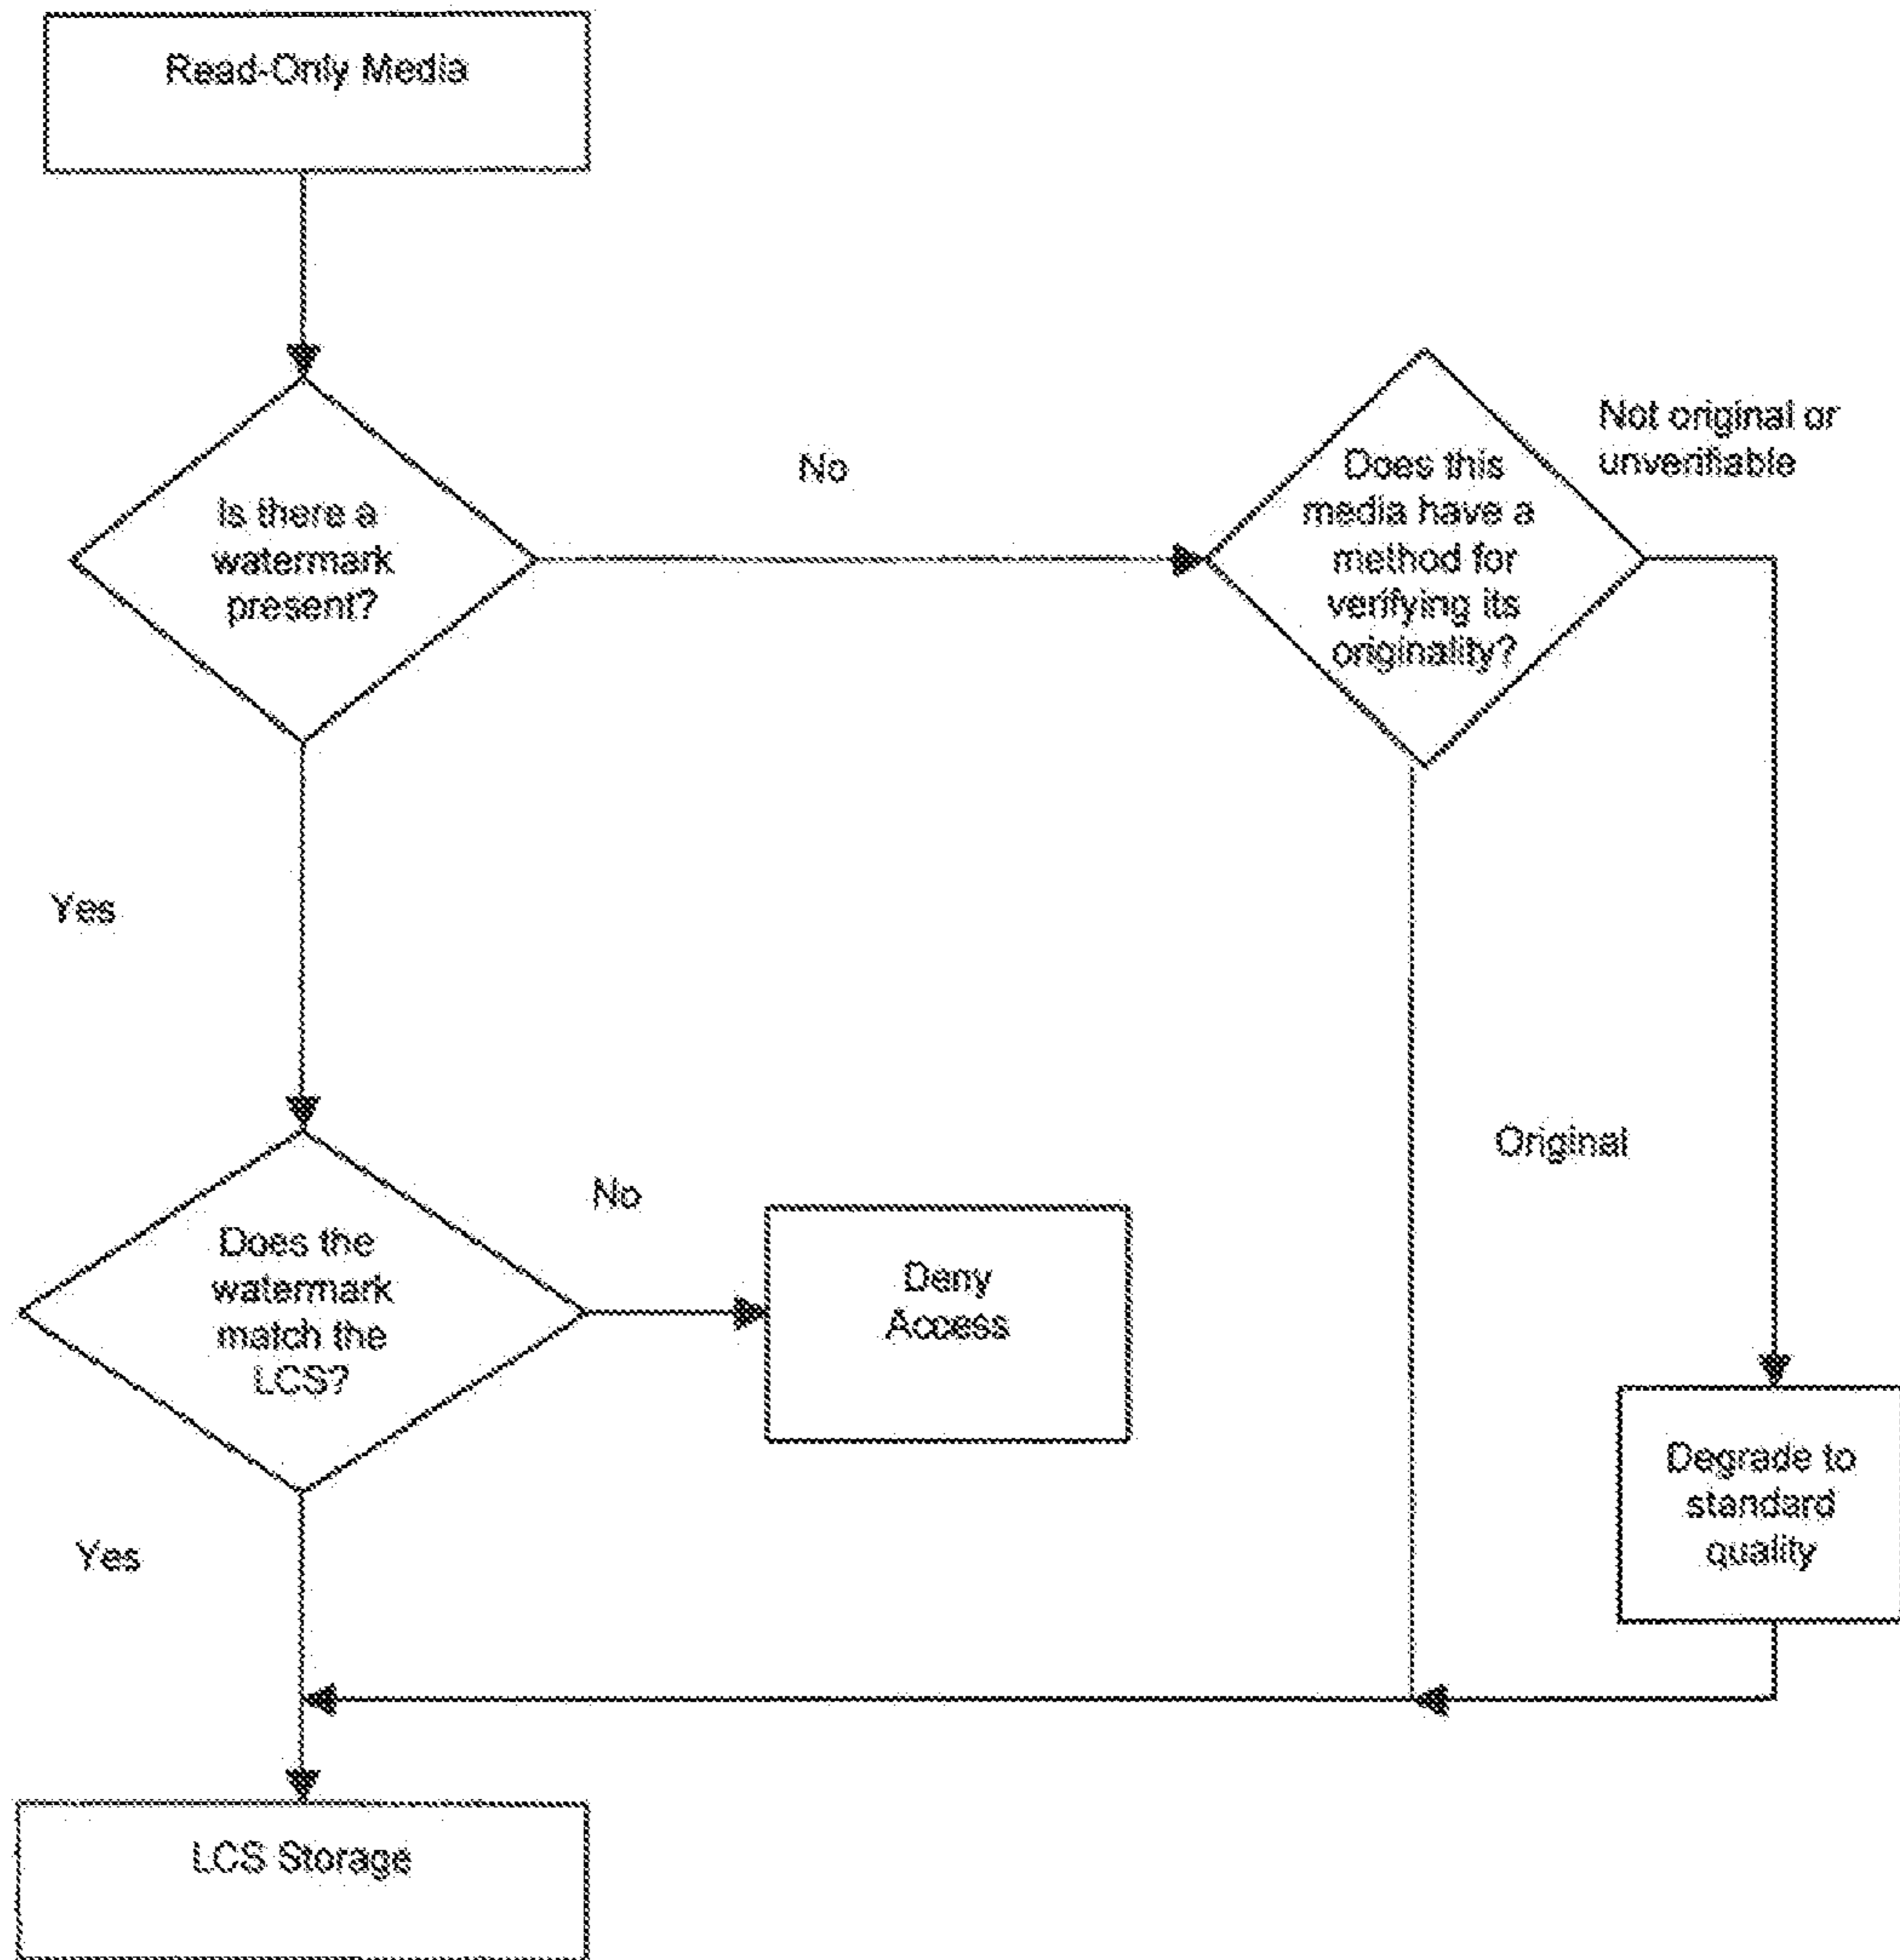 Read-Only Media
Is there a
watermark
present?
No
Does this
media have a
method for
verifying its
originality?
Not original or
unverifiable
Yes
Original
Does the
watermark
match the
LCS?
No
Deny
Access
Degrade to
standard
quality
Yes
LCS Storage